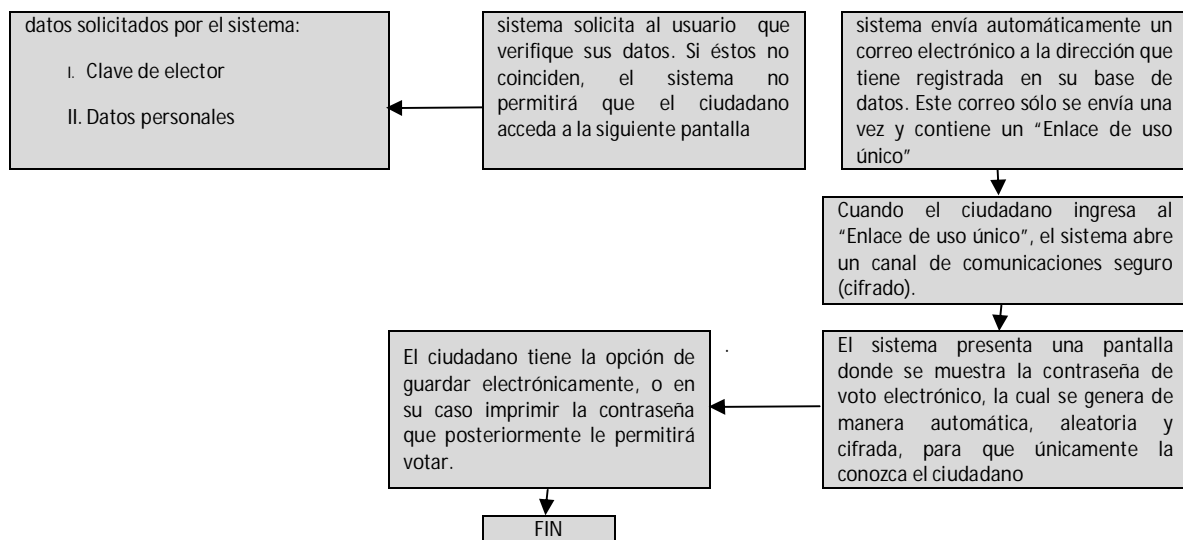 datos solicitados por el sistema:
I. Clave de elector
II. Datos personales
sistema solicita al usuario que
verifique sus datos. Si éstos no
coinciden, el sistema no
permitirá que el ciudadano
acceda a la siguiente pantalla
sistema envía automáticamente un
correo electrónico a la dirección que
tiene registrada en su base de
datos. Este correo sólo se envía una
vez y contiene un “Enlace de uso
único”
Cuando el ciudadano ingresa al
“Enlace de uso único”, el sistema abre
un canal de comunicaciones seguro
(cifrado).
El sistema presenta una pantalla
donde se muestra la contraseña de
voto electrónico, la cual se genera de
manera automática, aleatoria y
cifrada, para que únicamente la
conozca el ciudadano
El ciudadano tiene la opción de
guardar electrónicamente, o en
su caso imprimir la contraseña
que posteriormente le permitirá
votar.
.
FIN